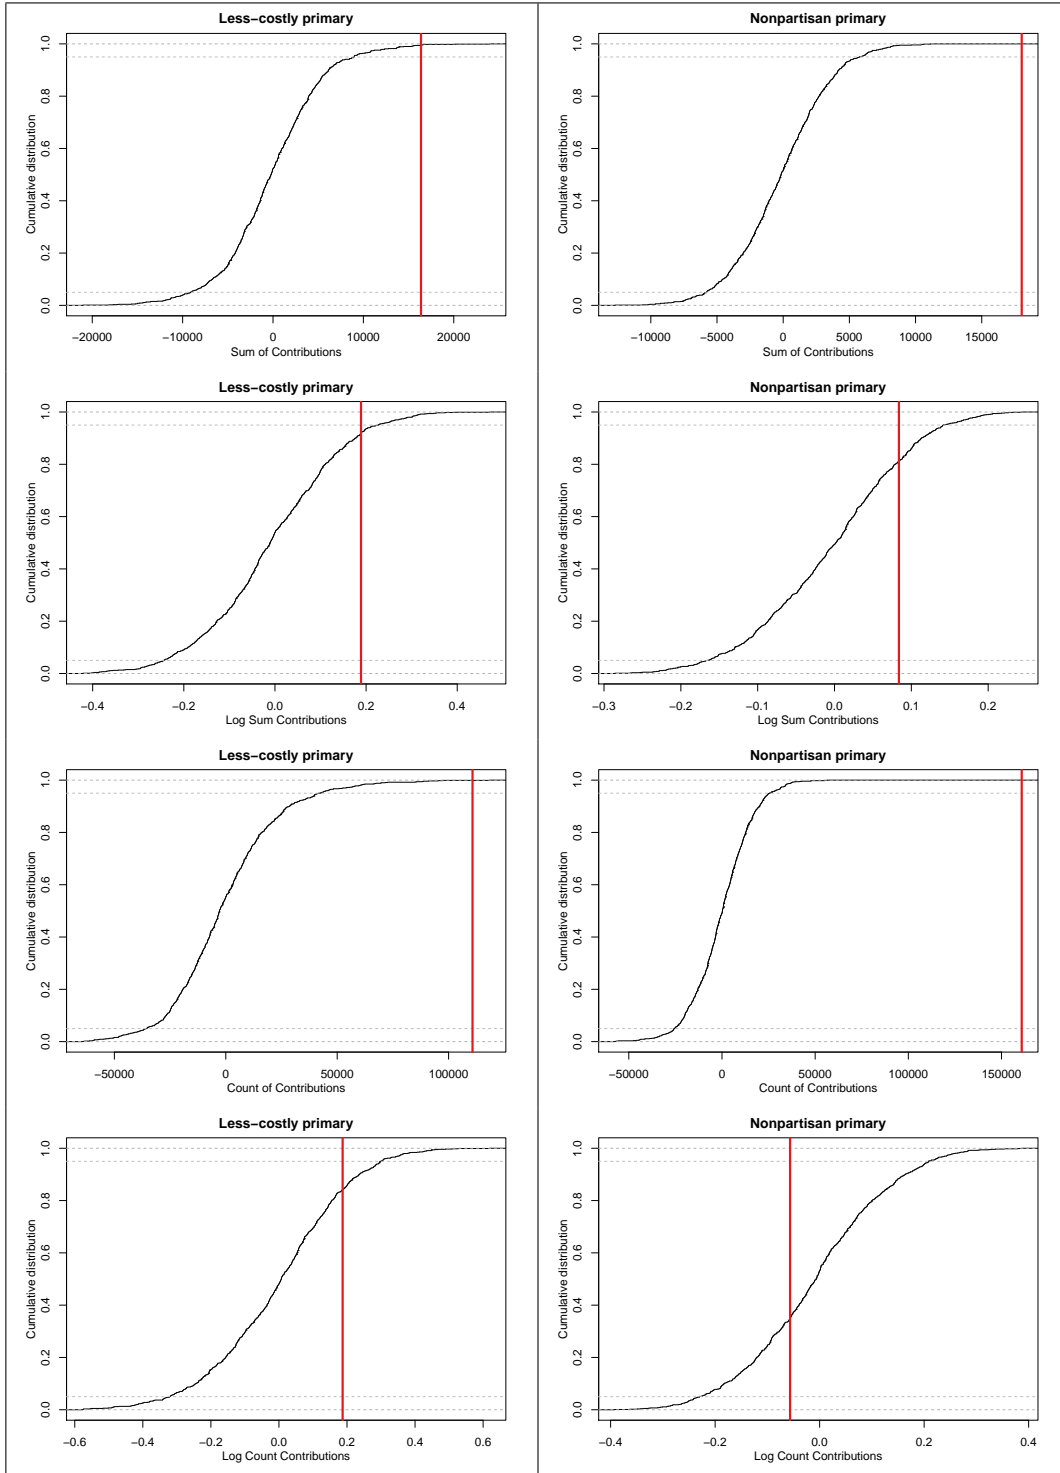 Less−costly primary
Cumulative distribution
0.0 0.2 0.4 0.6 0.8 1.0
−20000 −10000 0 10000 20000
Sum of Contributions
Nonpartisan primary
Cumulative distribution
0.0 0.2 0.4 0.6 0.8 1.0
−10000 −5000 0 5000 10000 15000
Sum of Contributions
Less−costly primary
Cumulative distribution
0.0 0.2 0.4 0.6 0.8 1.0
−0.4 −0.2 0.0 0.2 0.4
Log Sum Contributions
Nonpartisan primary
Cumulative distribution
0.0 0.2 0.4 0.6 0.8 1.0
−0.3 −0.2 −0.1 0.0 0.1 0.2
Log Sum Contributions
Less−costly primary
Cumulative distribution
0.0 0.2 0.4 0.6 0.8 1.0
−50000 0 50000 100000
Count of Contributions
Nonpartisan primary
Cumulative distribution
0.0 0.2 0.4 0.6 0.8 1.0
−50000 0 50000 100000 150000
Count of Contributions
Less−costly primary
Cumulative distribution
0.0 0.2 0.4 0.6 0.8 1.0
−0.6 −0.4 −0.2 0.0 0.2 0.4 0.6
Log Count Contributions
Nonpartisan primary
Cumulative distribution
0.0 0.2 0.4 0.6 0.8 1.0
−0.4 −0.2 0.0 0.2 0.4
Log Count Contributions